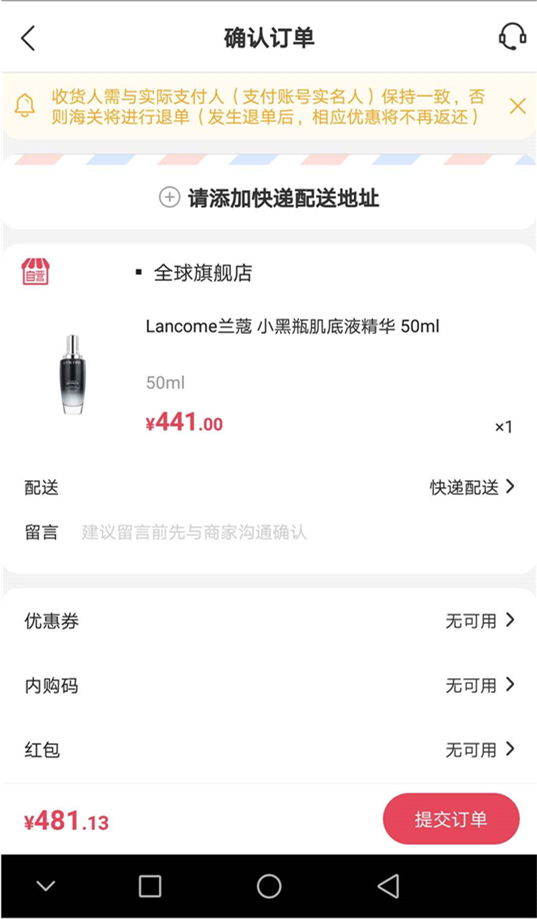 确认订单
收货人需与实际支付人（支付账号实名人）保持一致，否
则海关将进行退单（发生退单后，相应优惠将不再返还）
请添加快递配送地址
自营
▪ 全球旗舰店
Lancome兰蔻 小黑瓶肌底液精华 50ml
50ml
¥441.00
×1
配送
快递配送
留言
建议留言前先与商家沟通确认
优惠券
无可用
内购码
无可用
红包
无可用
¥481.13
提交订单